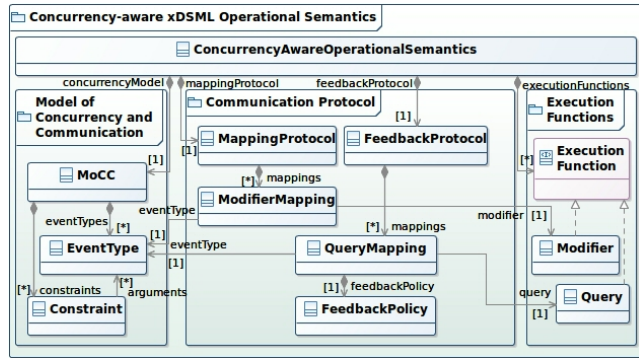 Concurrency-aware xDSML Operational Semantics
ConcurrencyAwareOperationalSemantics
concurrencyModel
mappingProtocol
feedbackProtocol
executionFunctions
Model of
Concurrency and
Communication
Communication Protocol
Execution
Functions
[1]
[1]
[1]
[*]
MappingProtocol
FeedbackProtocol
Execution
Function
MoCC
[*]
mappings
ModifierMapping
eventTypes
[*]
eventType
[1]
[*]
mappings
modifier
[1]
EventType
eventType
[1]
QueryMapping
Modifier
[*]
constraints
[*]
arguments
[1]
feedbackPolicy
query
[1]
Constraint
FeedbackPolicy
Query